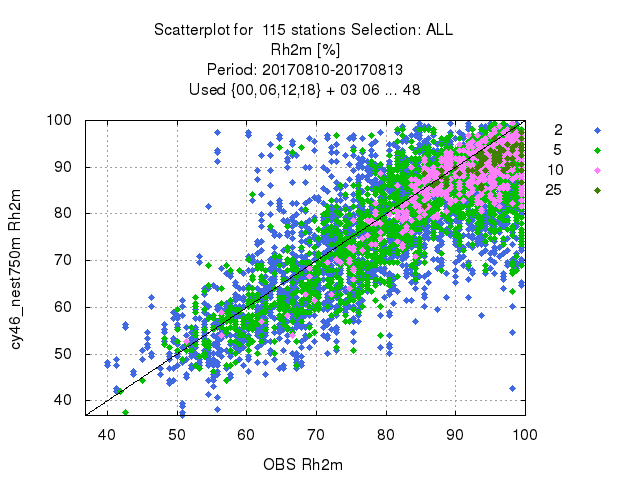 Scatterplot for 115 stations Selection: ALL
Rh2m [%]
Period: 20170810-20170813
Used {00,06,12,18} + 03 06 ... 48
100
90
80
70
60
50
40
cy46_nest750m Rh2m
2
5
10
25
40 50 60 70 80 90 100
OBS Rh2m